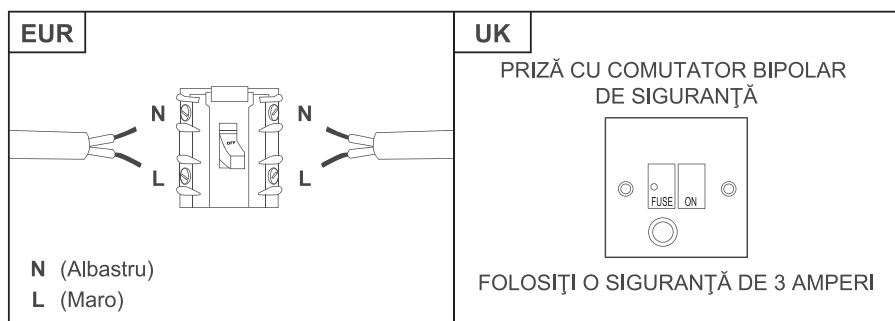 EUR
N
N
OFF
L
L
N (Albastru)
L (Maro)
UK
PRIZĂ CU COMUTATOR BIPOLAR
DE SIGURANŢĂ
FUSE ON
FOLOSIŢI O SIGURANŢĂ DE 3 AMPERI